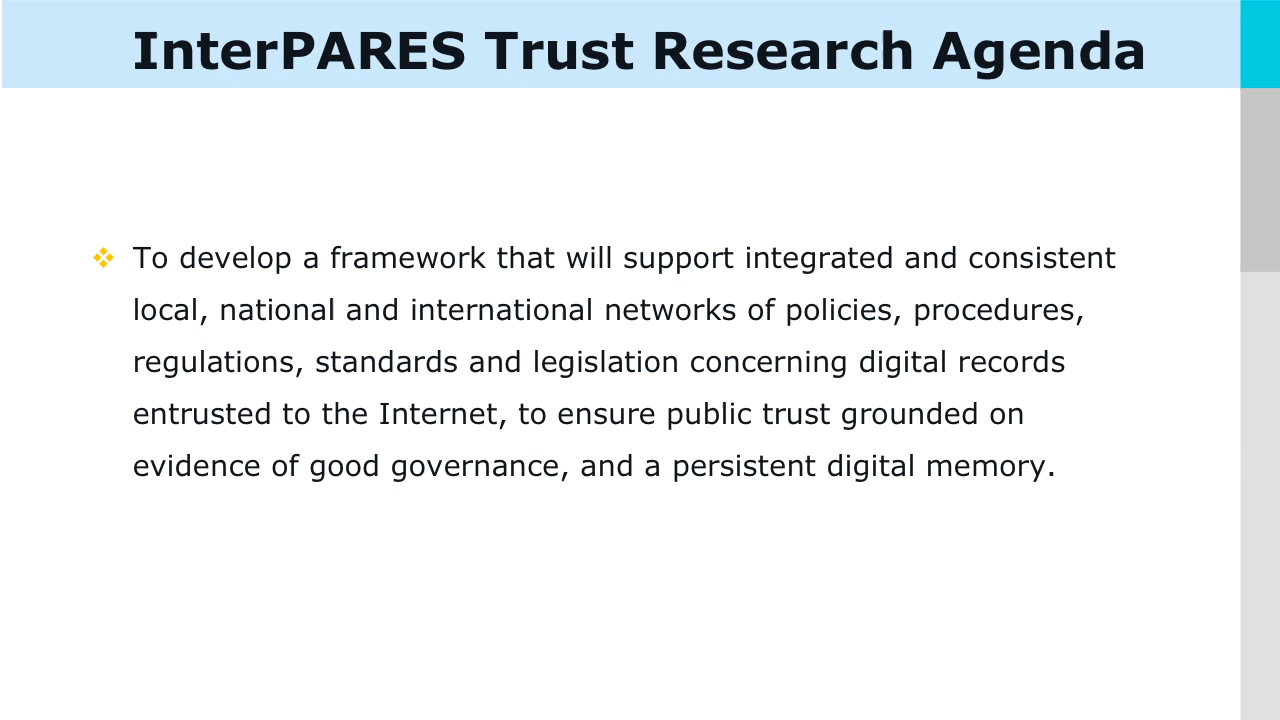 InterPARES Trust Research Agenda
❖ To develop a framework that will support integrated and consistent
local, national and international networks of policies, procedures,
regulations, standards and legislation concerning digital records
entrusted to the Internet, to ensure public trust grounded on
evidence of good governance, and a persistent digital memory.